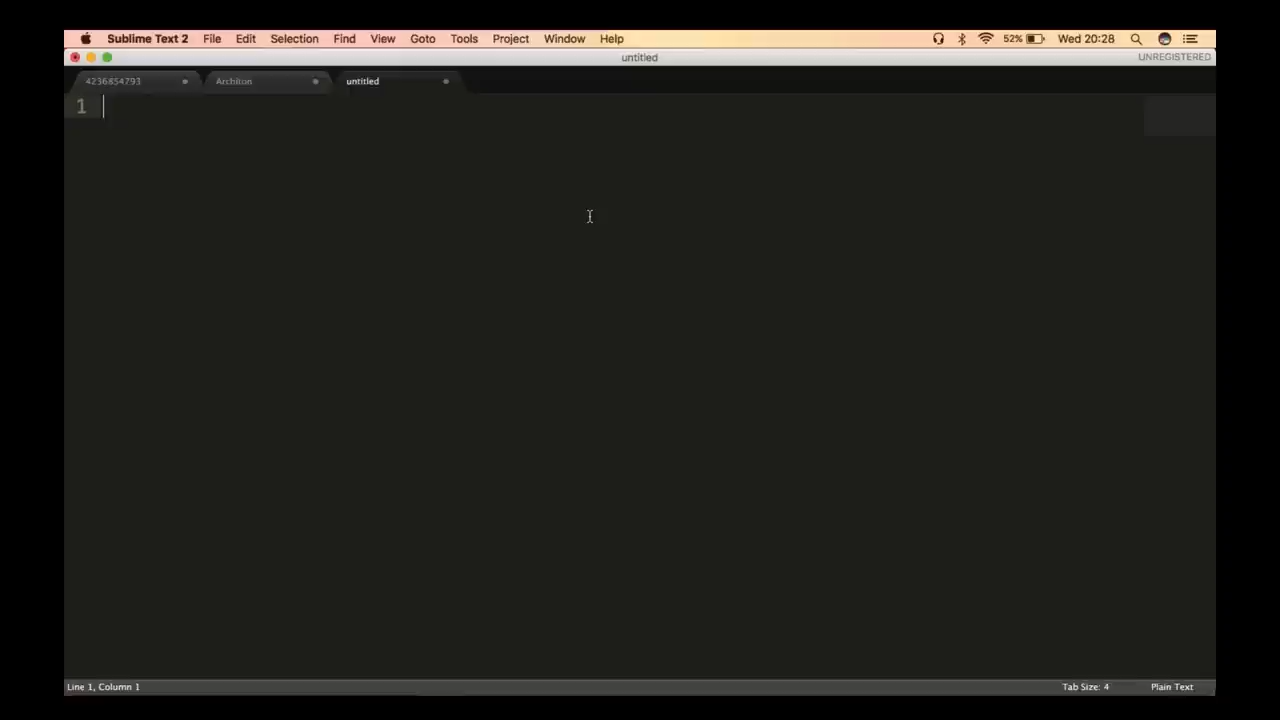 Sublime Text 2 File Edit Selection Find View Goto Tools Project Window Help 52% Wed 20:28
untitled UNREGISTERED
4236854793 Architon untitled
1
Line 1, Column 1 Tab Size: 4 Plain Text